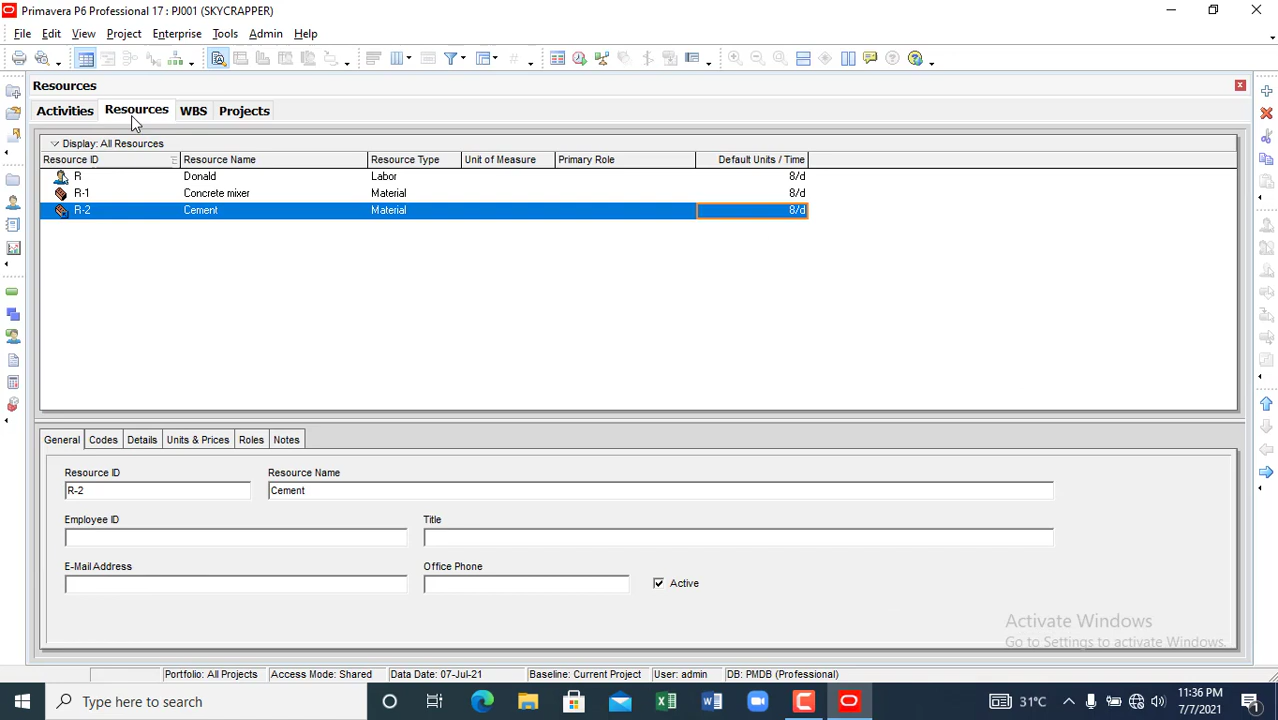 Primavera P6 Professional 17 : PJ001 (SKYCRAPPER)
File Edit View Project Enterprise Tools Admin Help
Resources
Activities Resources WBS Projects
Display: All Resources
Resource ID Resource Name Resource Type Unit of Measure Primary Role Default Units / Time
R Donald Labor 8/d
R-1 Concrete mixer Material 8/d
R-2 Cement Material 8/d
General Codes Details Units & Prices Roles Notes
Resource ID Resource Name
R-2 Cement
Employee ID Title
E-Mail Address Office Phone
Active
Activate Windows
Go to Settings to activate Windows.
Portfolio: All Projects Access Mode: Shared Data Date: 07-Jul-21 Baseline: Current Project User: admin DB: PMDB (Professional)
Type here to search 31°C 11:36 PM
7/7/2021